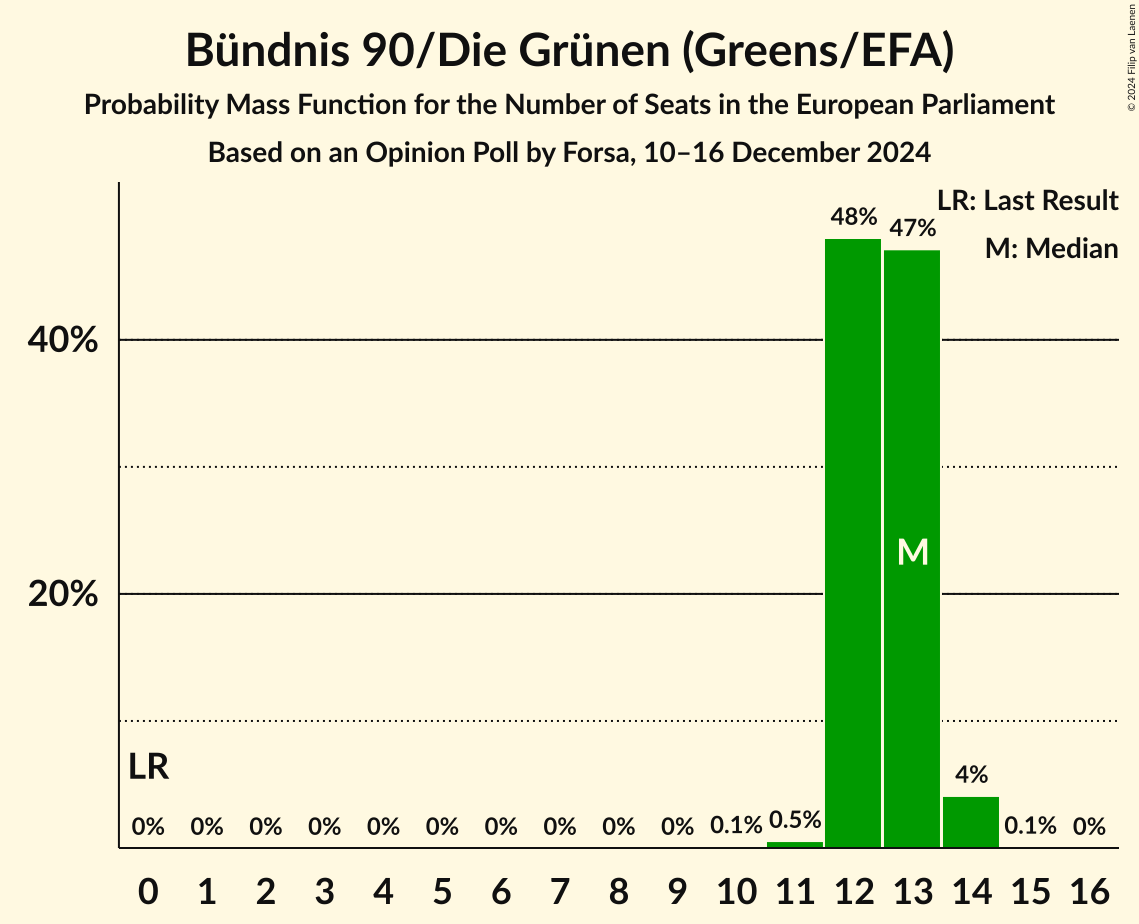 Bündnis 90/Die Grünen (Greens/EFA)
Probability Mass Function for the Number of Seats in the European Parliament
Based on an Opinion Poll by Forsa, 10–16 December 2024
© 2024 Filip van Laenen
LR: Last Result
M: Median
48%
47%
40%
M
20%
LR
4%
0% 0% 0% 0% 0% 0% 0% 0% 0% 0% 0.1% 0.5% 0.1% 0%
0 1 2 3 4 5 6 7 8 9 10 11 12 13 14 15 16